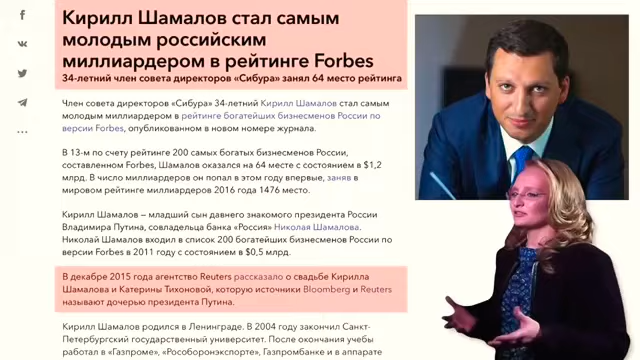 Кирилл Шамалов стал самым
молодым российским
миллиардером в рейтинге Forbes
34-летний член совета директоров «Сибура» занял 64 место рейтинга
Член совета директоров «Сибура» 34-летний Кирилл Шамалов стал самым
молодым миллиардером в рейтинге богатейших бизнесменов России по
версии Forbes, опубликованном в новом номере журнала.
В 13-м по счету рейтинге 200 самых богатых бизнесменов России,
составленном Forbes, Шамалов оказался на 64 месте с состоянием в $1,2
млрд. В число миллиардеров он попал в этом году впервые, заняв в
мировом рейтинге миллиардеров 2016 года 1476 место.
Кирилл Шамалов — младший сын давнего знакомого президента России
Владимира Путина, совладельца банка «Россия» Николая Шамалова.
Николай Шамалов входил в список 200 богатейших бизнесменов России по
версии Forbes в 2011 году с состоянием в $0,5 млрд.
В декабре 2015 года агентство Reuters рассказало о свадьбе Кирилла
Шамалова и Катерины Тихоновой, которую источники Bloomberg и Reuters
называют дочерью президента Путина.
Кирилл Шамалов родился в Ленинграде. В 2004 году закончил Санкт-
Петербургский государственный университет. После окончания учебы
работал в «Газпроме», «Рособоронэкспорте», Газпромбанке и в аппарате